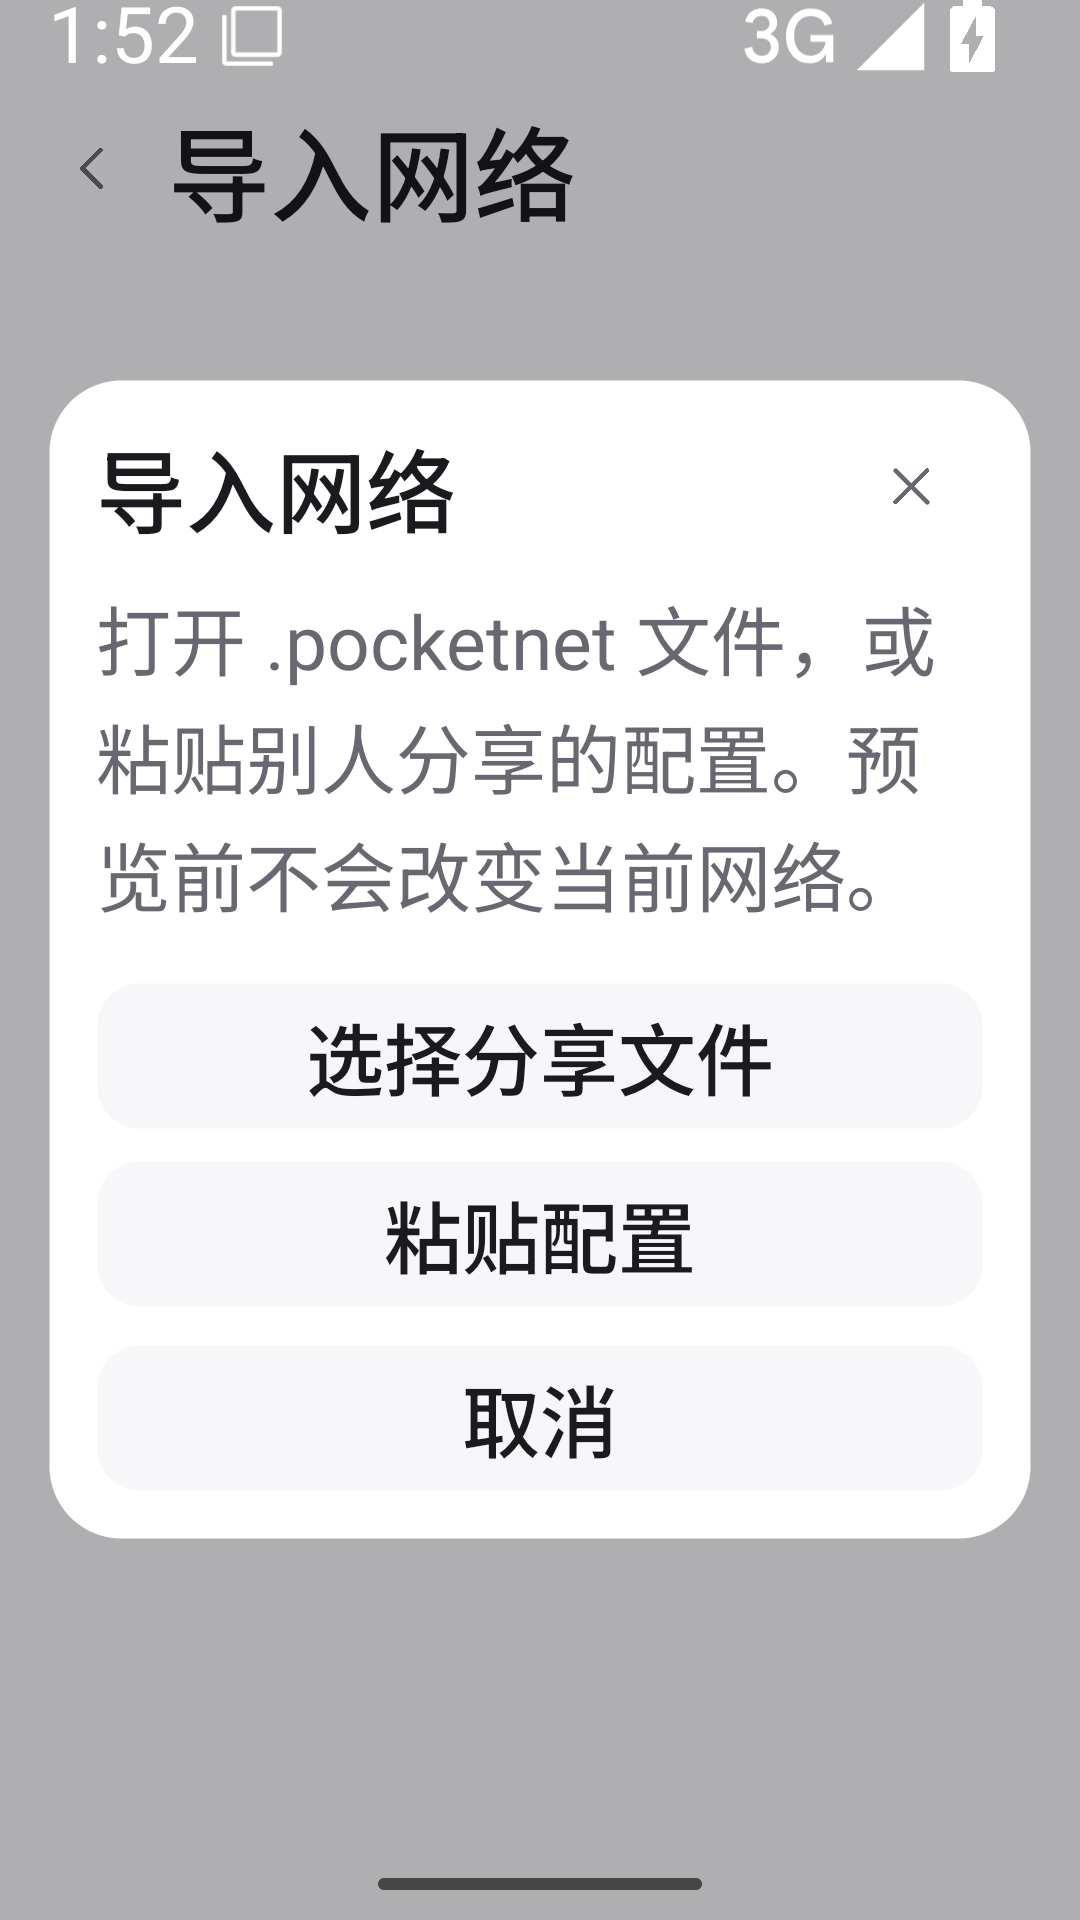 1:52 3G
导入网络
导入网络
打开 .pocketnet 文件，或
粘贴别人分享的配置。预
览前不会改变当前网络。
选择分享文件
粘贴配置
取消